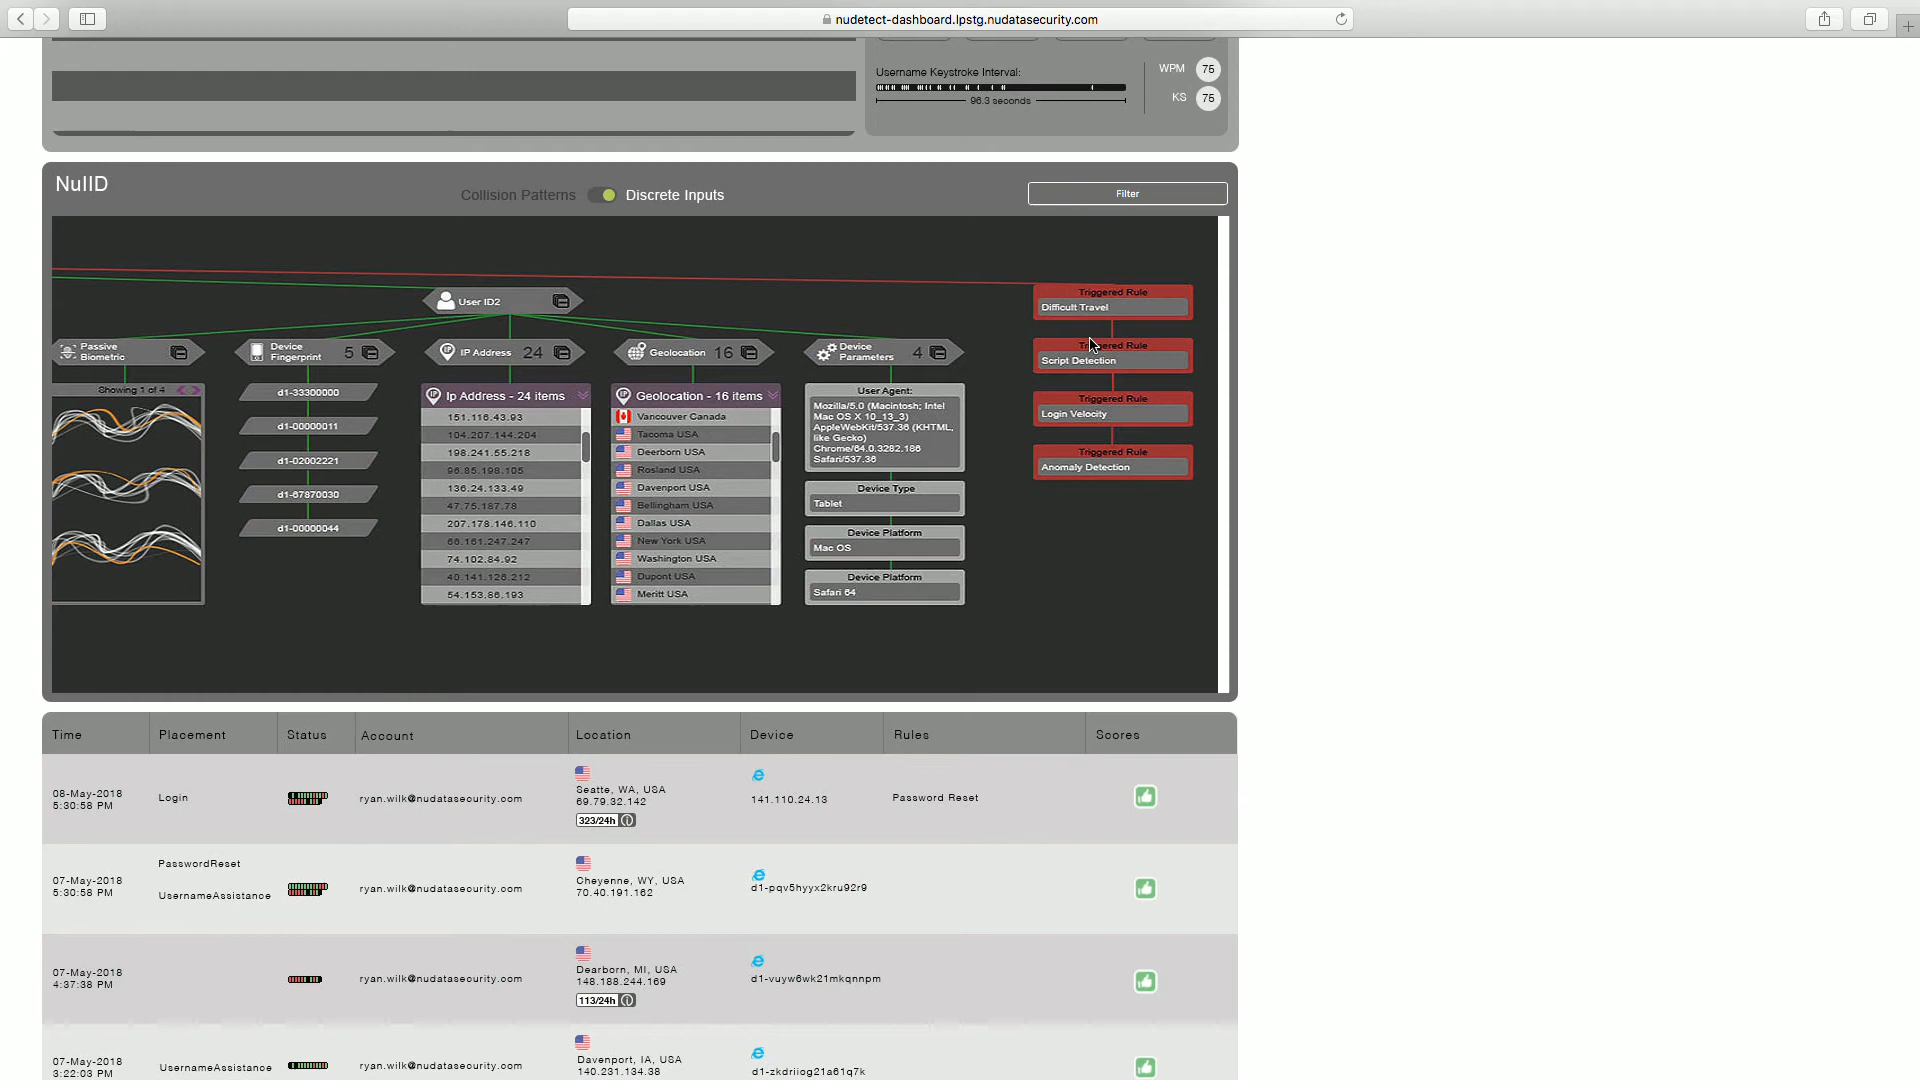 nudetect-dashboard.lpstg.nudatasecurity.com
Username Keystroke Interval:
96.3 seconds
WPM 75
KS 75
NuIID
Collision Patterns
Discrete Inputs
Filter
User ID2
Passive
Biometric
Device
Fingerprint 5
IP Address 24
Geolocation 16
Device
Parameters 4
Showing 1 of 4
d1-33300000
d1-00000011
d1-02002221
d1-67870030
d1-00000044
Ip Address - 24 items
151.116.43.93
104.207.144.204
198.241.55.218
96.85.198.105
136.24.133.49
47.75.187.78
207.178.146.110
66.161.247.247
74.102.84.92
40.141.126.212
54.153.86.193
Geolocation - 16 items
Vancouver Canada
Tacoma USA
Deerborn USA
Rosland USA
Davenport USA
Bellingham USA
Dallas USA
New York USA
Washington USA
Dupont USA
Meritt USA
User Agent:
Mozilla/5.0 (Macintosh; Intel
Mac OS X 10_13_3)
AppleWebKit/537.36 (KHTML,
like Gecko)
Chrome/64.0.3282.186
Safari/537.36
Device Type
Tablet
Device Platform
Mac OS
Device Platform
Safari 64
Triggered Rule
Difficult Travel
Triggered Rule
Script Detection
Triggered Rule
Login Velocity
Triggered Rule
Anomaly Detection
Time Placement Status Account Location Device Rules Scores
08-May-2018
5:30:58 PM
Login
ryan.wilk@nudatasecurity.com
Seatte, WA, USA
69.79.32.142
323/24h
141.110.24.13
Password Reset
07-May-2018
5:30:58 PM
PasswordReset
UsernameAssistance
ryan.wilk@nudatasecurity.com
Cheyenne, WY, USA
70.40.191.162
d1-pqv5hyyx2kru92r9
07-May-2018
4:37:38 PM
ryan.wilk@nudatasecurity.com
Dearborn, MI, USA
148.188.244.169
113/24h
d1-vuyw6wk21mkqnnpm
07-May-2018
3:22:03 PM
UsernameAssistance
ryan.wilk@nudatasecurity.com
Davenport, IA, USA
140.231.134.38
d1-zkdriiog21a61q7k